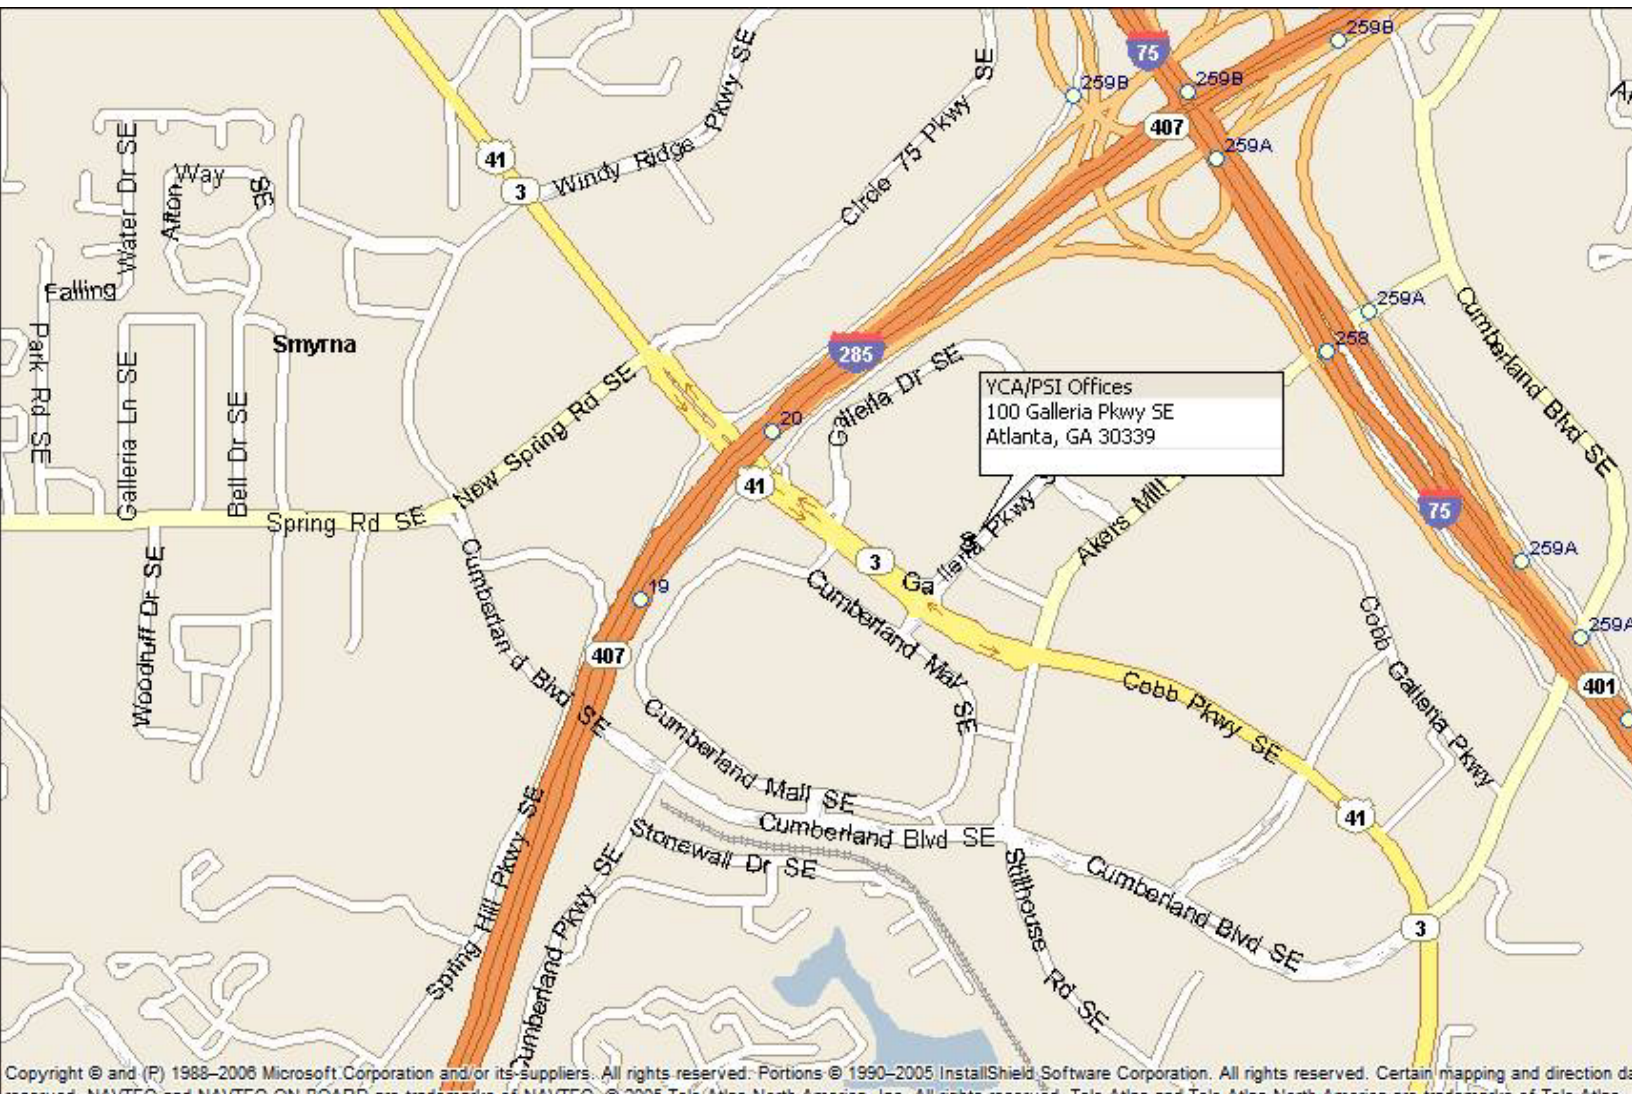 259B
75
259B
259B
407
259A
41
3
Windy Ridge Pkwy SE
Circle 75 Pkwy SE
Water Dr SE
Afton Way SE
Falling
Park Rd SE
Galleria Ln SE
Bell Dr SE
Smyrna
New Spring Rd SE
Spring Rd SE
285
20
Galleria Dr SE
YCA/PSI Offices
100 Galleria Pkwy SE
Atlanta, GA 30339
259A
258
Cumberland Blvd SE
75
41
3
Galleria Pkwy S
Akers Mill
259A
259A
401
19
407
Woodruff Dr SE
Cumberland Blvd SE
Cumberland Mall SE
Cumberland Mall SE
Cobb Pkwy SE
Cobb Galleria Pkwy
41
3
Cumberland Blvd SE
Cumberland Blvd SE
Stonewall Dr SE
Stillhouse Rd SE
Spring Hill Pkwy SE
Cumberland Pkwy SE
Copyright © and (P) 1988–2006 Microsoft Corporation and/or its suppliers. All rights reserved. Portions © 1990–2005 InstallShield Software Corporation. All rights reserved. Certain mapping and direction da